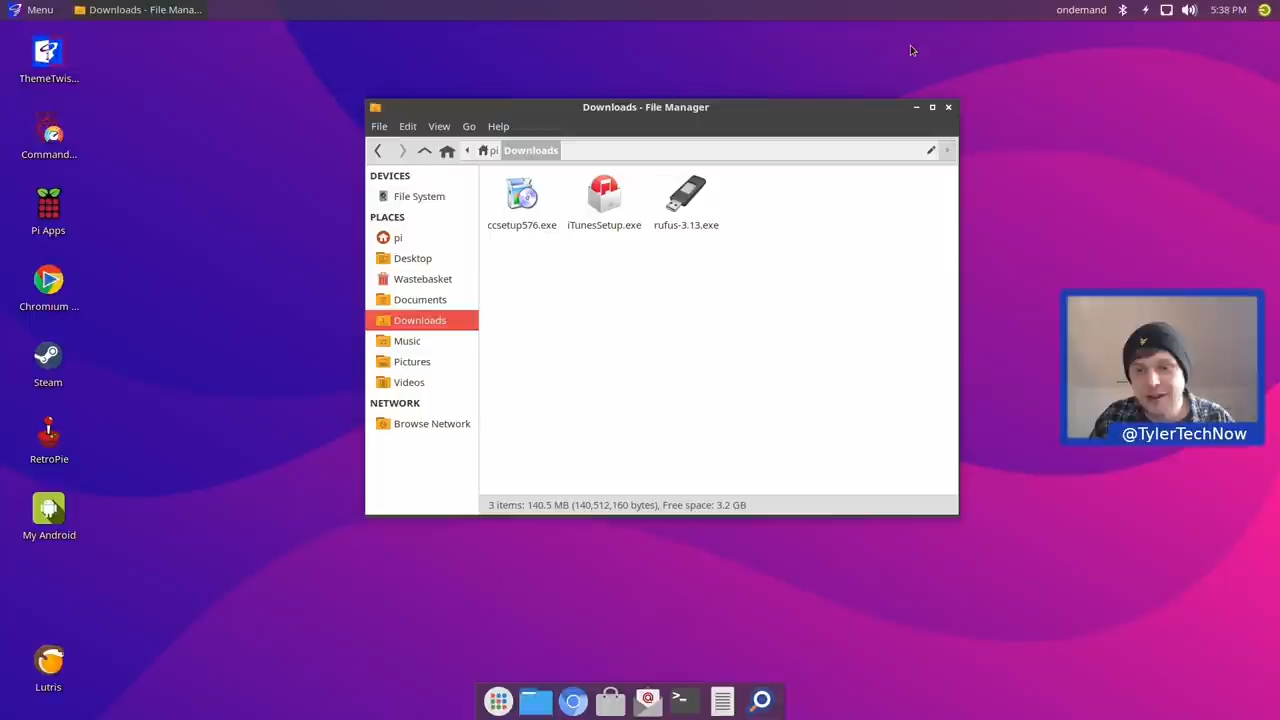 Menu
Downloads - File Mana...
ondemand
5:38 PM
ThemeTwis...
Command...
Pi Apps
Chromium ...
Steam
RetroPie
My Android
Lutris
Downloads - File Manager
File Edit View Go Help
pi Downloads
DEVICES
File System
PLACES
pi
Desktop
Wastebasket
Documents
Downloads
Music
Pictures
Videos
NETWORK
Browse Network
ccsetup576.exe
iTunesSetup.exe
rufus-3.13.exe
3 items: 140.5 MB (140,512,160 bytes), Free space: 3.2 GB
@TylerTechNow